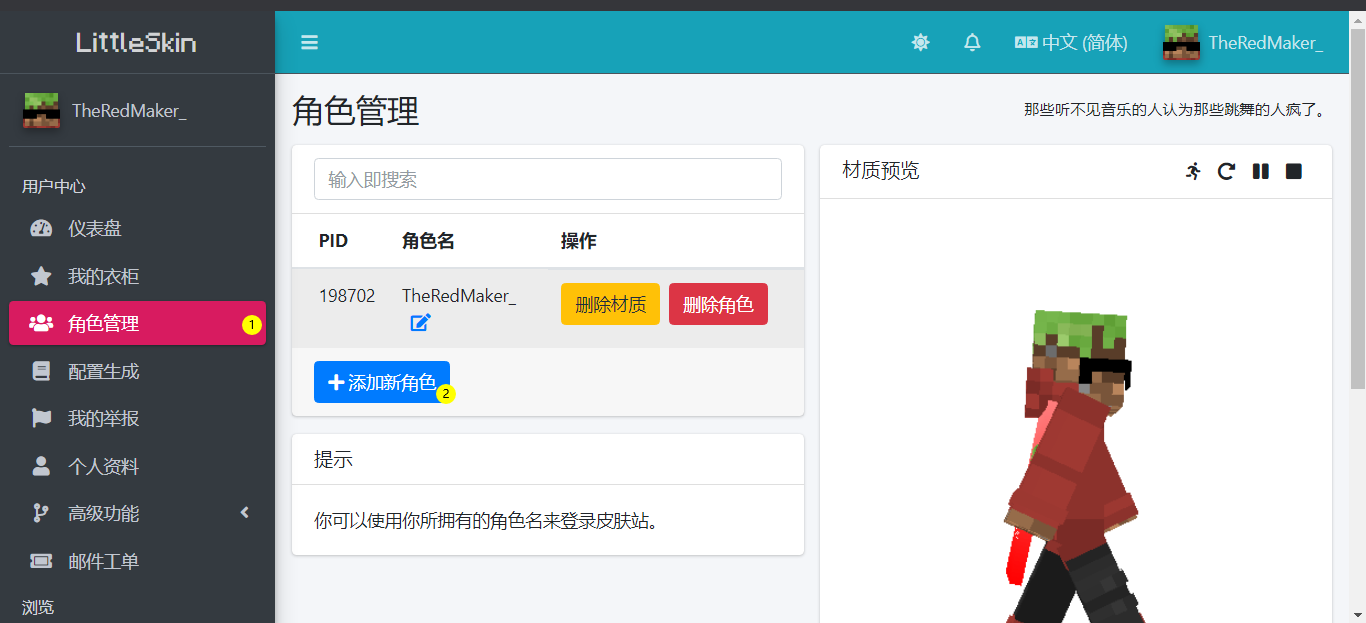 LittleSkin
中文 (简体)
TheRedMaker_
TheRedMaker_
用户中心
仪表盘
我的衣柜
角色管理
1
配置生成
我的举报
个人资料
高级功能
邮件工单
浏览
角色管理
那些听不见音乐的人认为那些跳舞的人疯了。
输入即搜索
PID 角色名 操作
198702 TheRedMaker_ 删除材质 删除角色
添加新角色
2
提示
你可以使用你所拥有的角色名来登录皮肤站。
材质预览